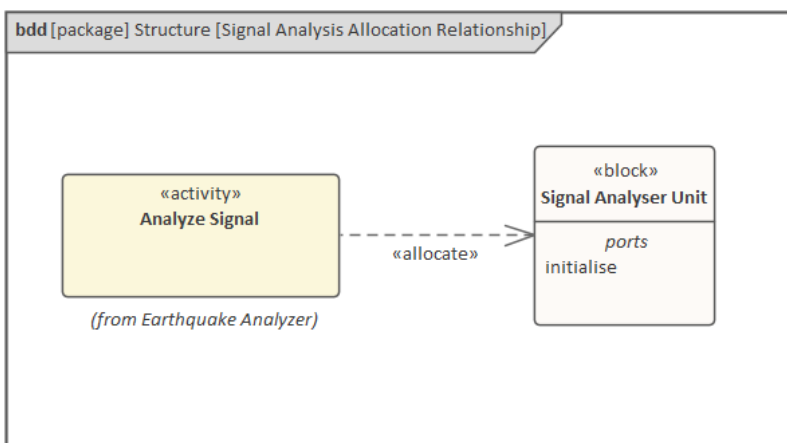 bdd [package] Structure [Signal Analysis Allocation Relationship]
«activity»
Analyze Signal
(from Earthquake Analyzer)
«allocate»
«block»
Signal Analyser Unit
ports
initialise